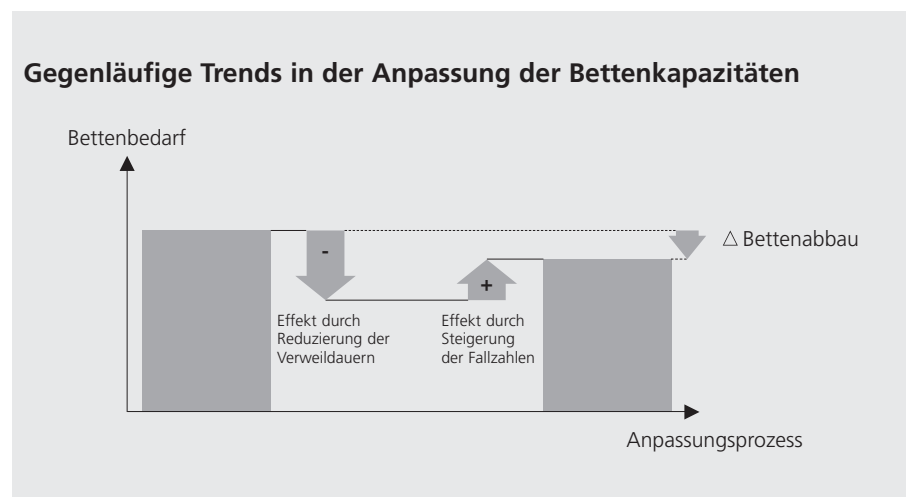 Gegenläufige Trends in der Anpassung der Bettenkapazitäten
Bettenbedarf
-
△ Bettenabbau
+
Effekt durch
Reduzierung der
Verweildauern
Effekt durch
Steigerung
der Fallzahlen
Anpassungsprozess